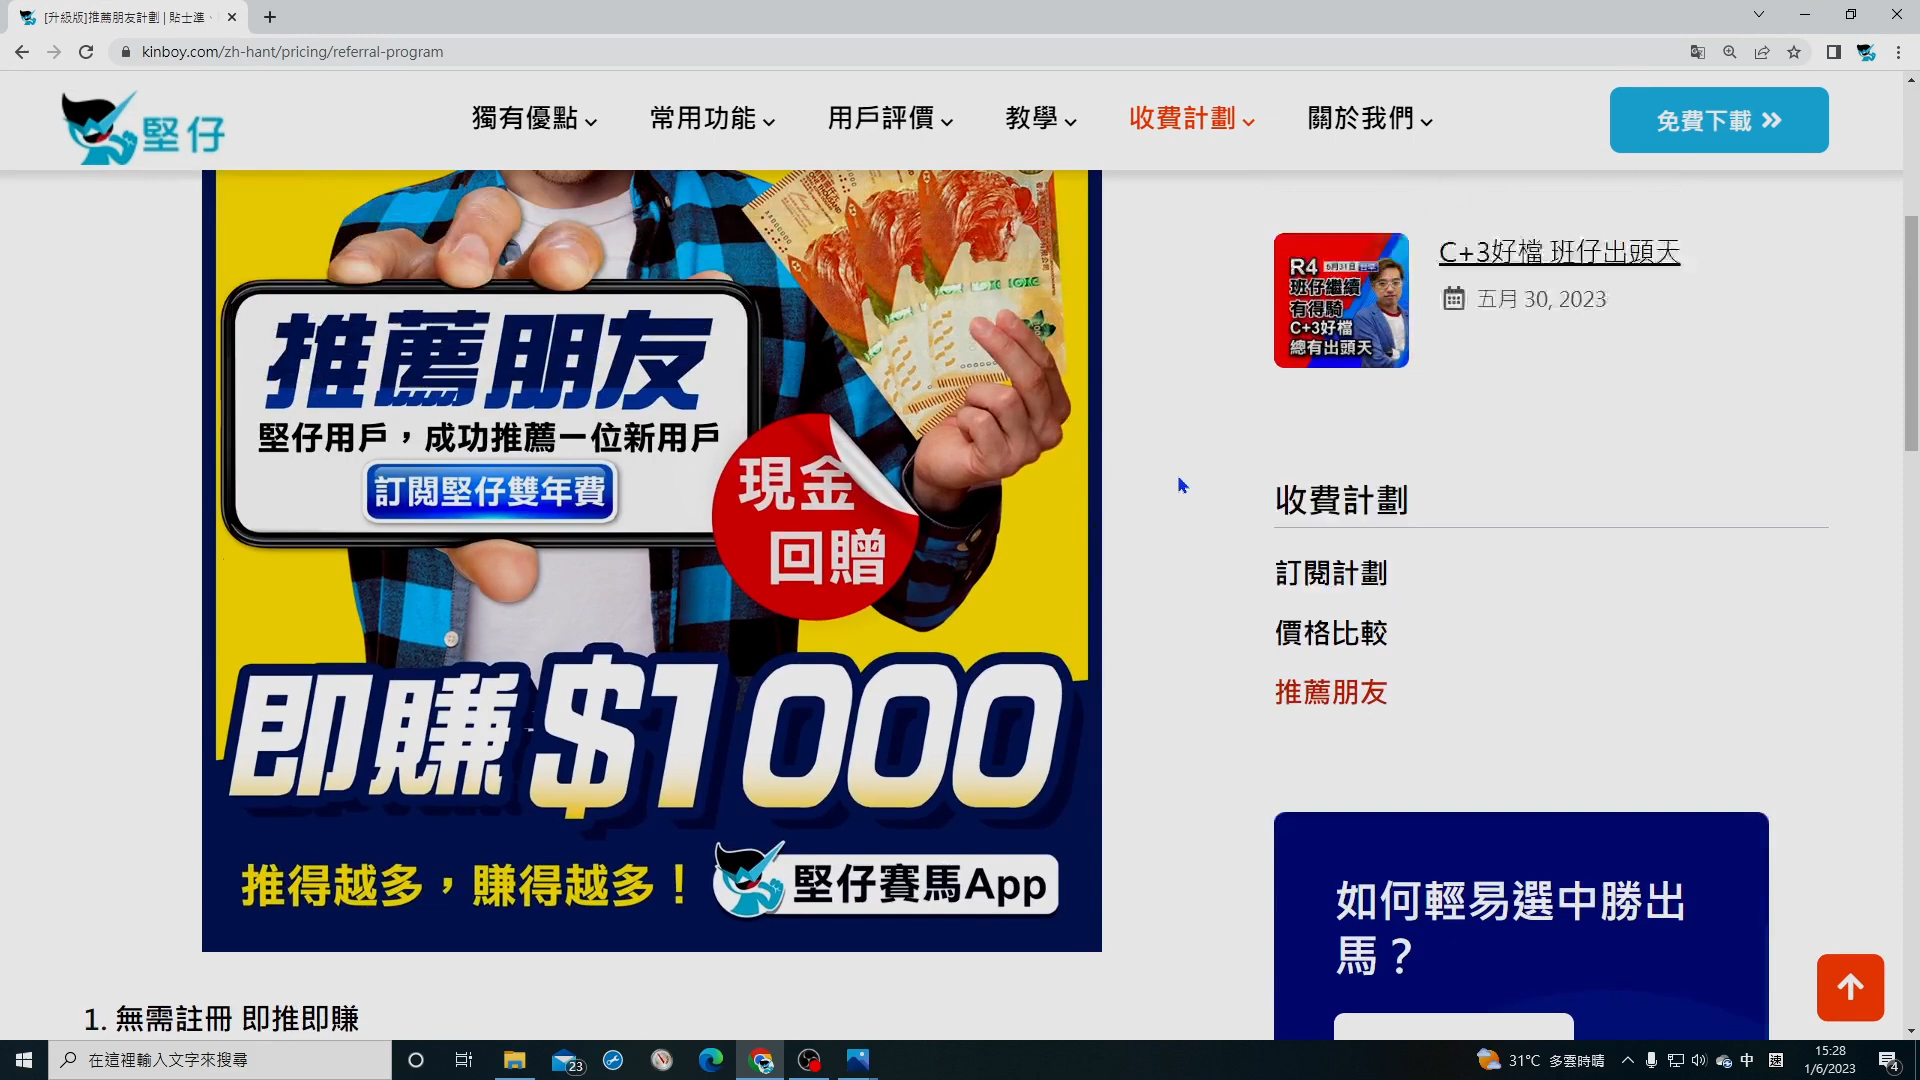 [升級版]推薦朋友計劃 | 貼士準、
kinboy.com/zh-hant/pricing/referral-program
堅仔
獨有優點
常用功能
用戶評價
教學
收費計劃
關於我們
免費下載
推薦朋友
堅仔用戶，成功推薦一位新用戶
訂閱堅仔雙年費
現金
回贈
即賺$1000
推得越多，賺得越多！
堅仔賽馬App
1. 無需註冊 即推即賺
R4 5月31日
班仔繼續
有得騎
C+3好檔
總有出頭天
C+3好檔 班仔出頭天
五月 30, 2023
收費計劃
訂閱計劃
價格比較
推薦朋友
如何輕易選中勝出
馬？
在這裡輸入文字來搜尋
23
31°C 多雲時晴
中
速
15:28
1/6/2023
4